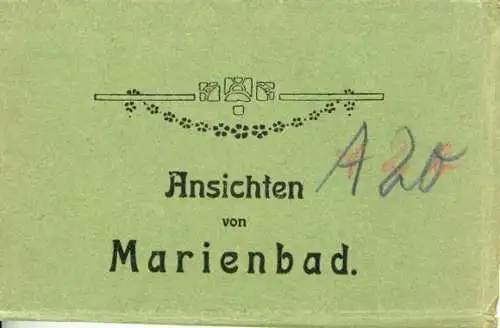 Ansichten
von
Marienbad.
A 20